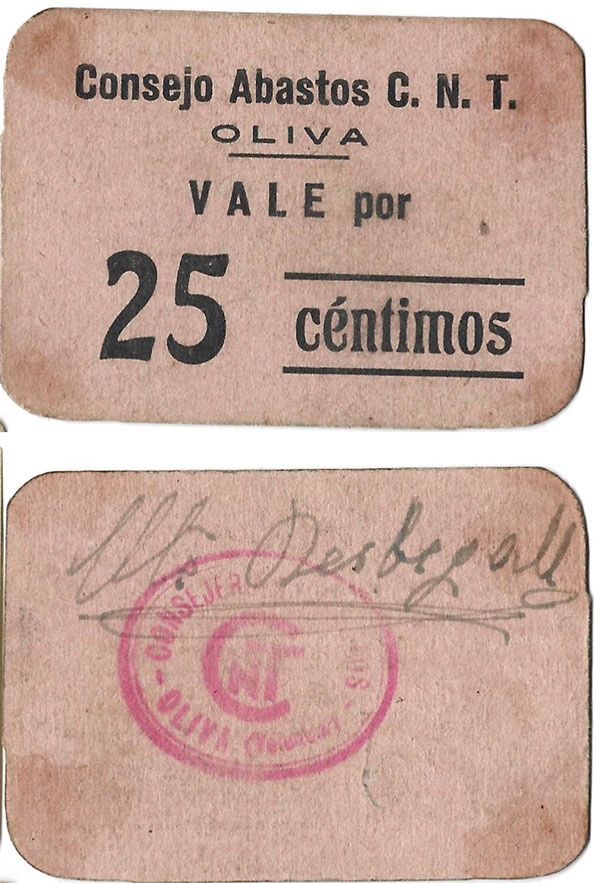 Consejo Abastos C. N. T.
OLIVA
VALE por
25 céntimos
CNT
OLIVA